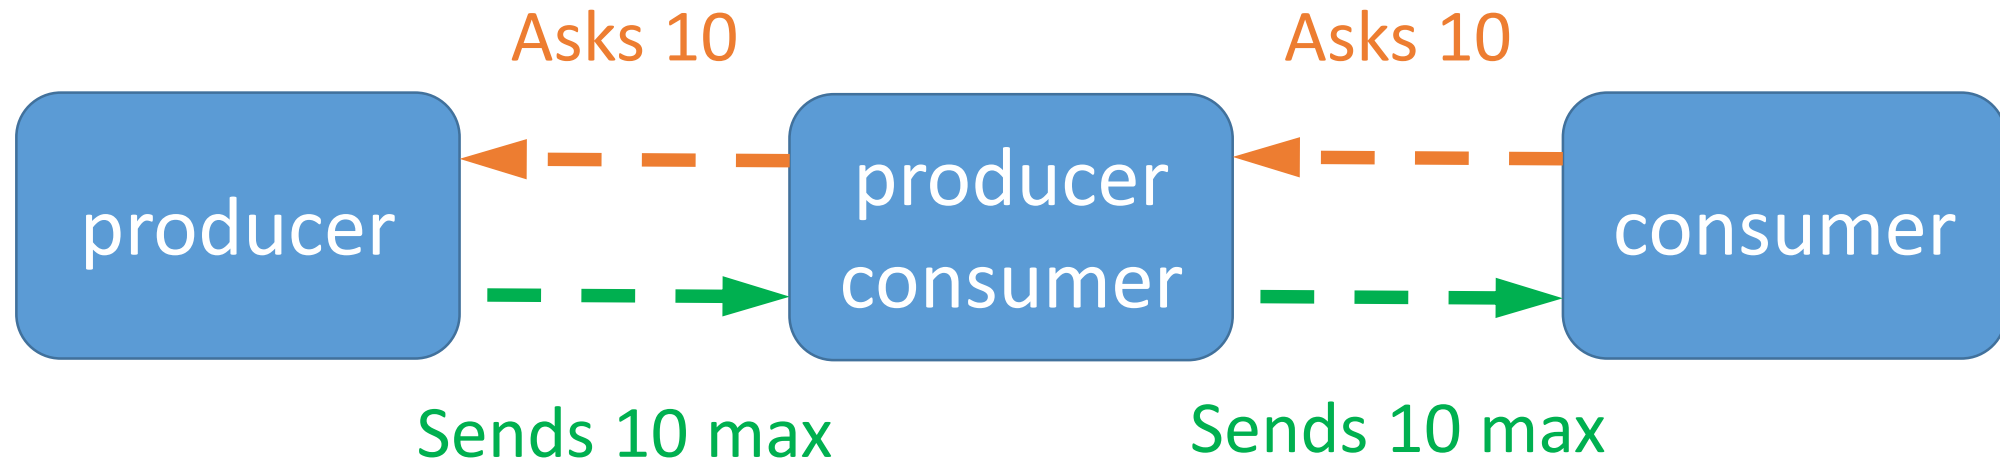 Asks 10
Asks 10
producer
producer
consumer
consumer
Sends 10 max
Sends 10 max